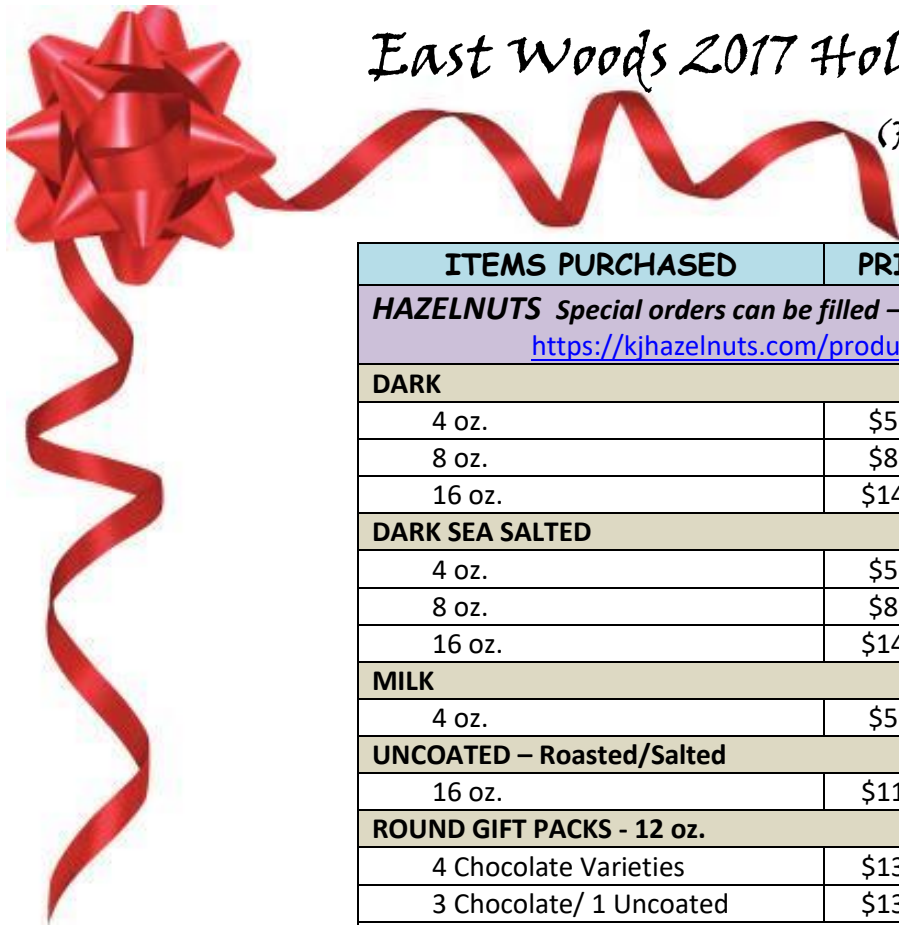 East Woods 2017 Hol
(
ITEMS PURCHASED PRI
HAZELNUTS Special orders can be filled –
https://kjhazelnuts.com/produ
DARK
4 oz. $5
8 oz. $8
16 oz. $14
DARK SEA SALTED
4 oz. $5
8 oz. $8
16 oz. $14
MILK
4 oz. $5
UNCOATED – Roasted/Salted
16 oz. $11
ROUND GIFT PACKS - 12 oz.
4 Chocolate Varieties $13
3 Chocolate/ 1 Uncoated $13